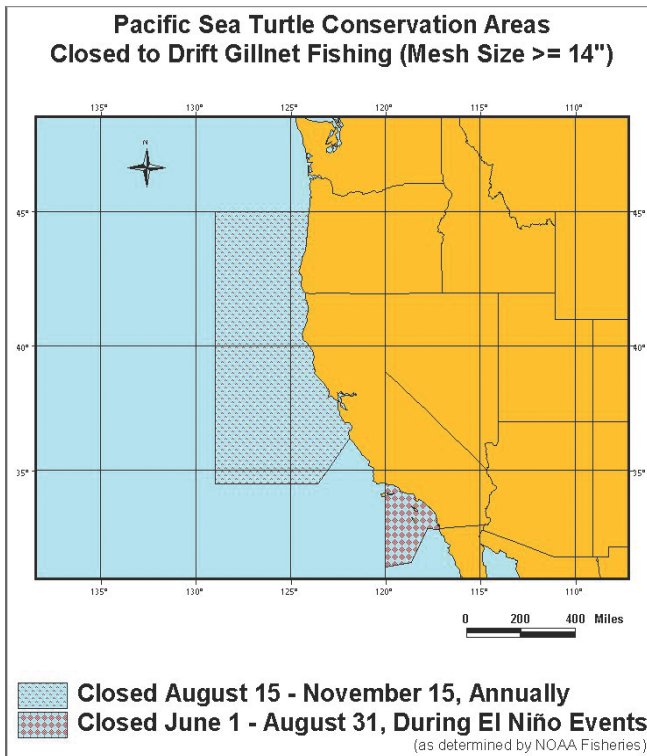 Pacific Sea Turtle Conservation Areas
Closed to Drift Gillnet Fishing (Mesh Size >= 14")
135° 130° 125° 120° 115° 110°
N
45° 45°
40° 40°
35° 35°
135° 130° 125° 120° 115° 110°
0 200 400 Miles
Closed August 15 - November 15, Annually
Closed June 1 - August 31, During El Niño Events
(as determined by NOAA Fisheries)